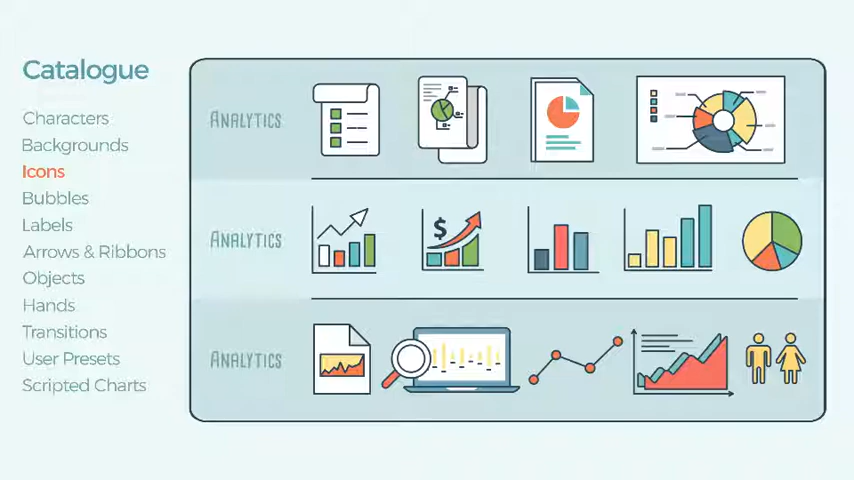 Catalogue
Characters
Backgrounds
Icons
Bubbles
Labels
Arrows & Ribbons
Objects
Hands
Transitions
User Presets
Scripted Charts
Analytics
$
Analytics
Analytics